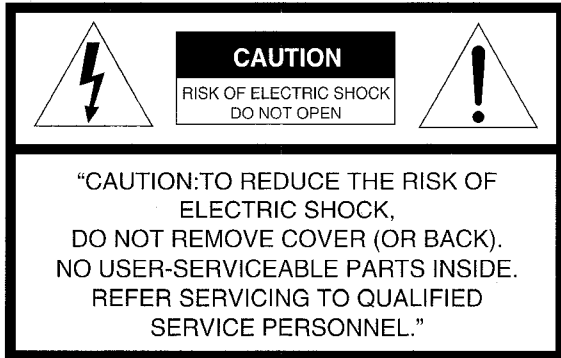 CAUTION
RISK OF ELECTRIC SHOCK
DO NOT OPEN
“CAUTION:TO REDUCE THE RISK OF
ELECTRIC SHOCK,
DO NOT REMOVE COVER (OR BACK).
NO USER-SERVICEABLE PARTS INSIDE.
REFER SERVICING TO QUALIFIED
SERVICE PERSONNEL.”